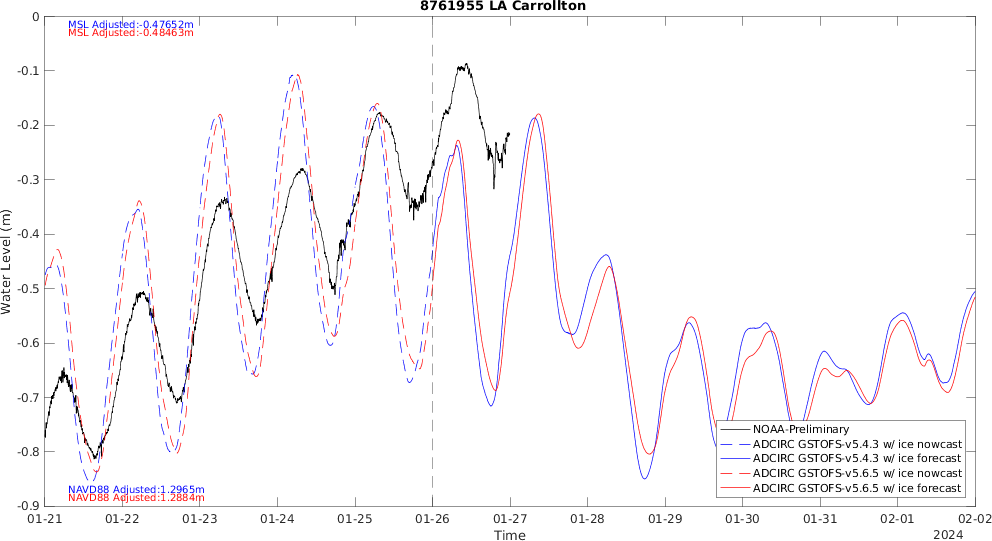 8761955 LA Carrollton
MSL Adjusted:-0.47652m
MSL Adjusted:-0.48463m
0
-0.1
-0.2
-0.3
-0.4
-0.5
-0.6
-0.7
-0.8
-0.9
Water Level (m)
NOAA-Preliminary
ADCIRC GSTOFS-v5.4.3 w/ ice nowcast
ADCIRC GSTOFS-v5.4.3 w/ ice forecast
ADCIRC GSTOFS-v5.6.5 w/ ice nowcast
ADCIRC GSTOFS-v5.6.5 w/ ice forecast
NAVD88 Adjusted:1.2965m
NAVD88 Adjusted:1.2884m
01-21 01-22 01-23 01-24 01-25 01-26 01-27 01-28 01-29 01-30 01-31 02-01 02-02
Time
2024